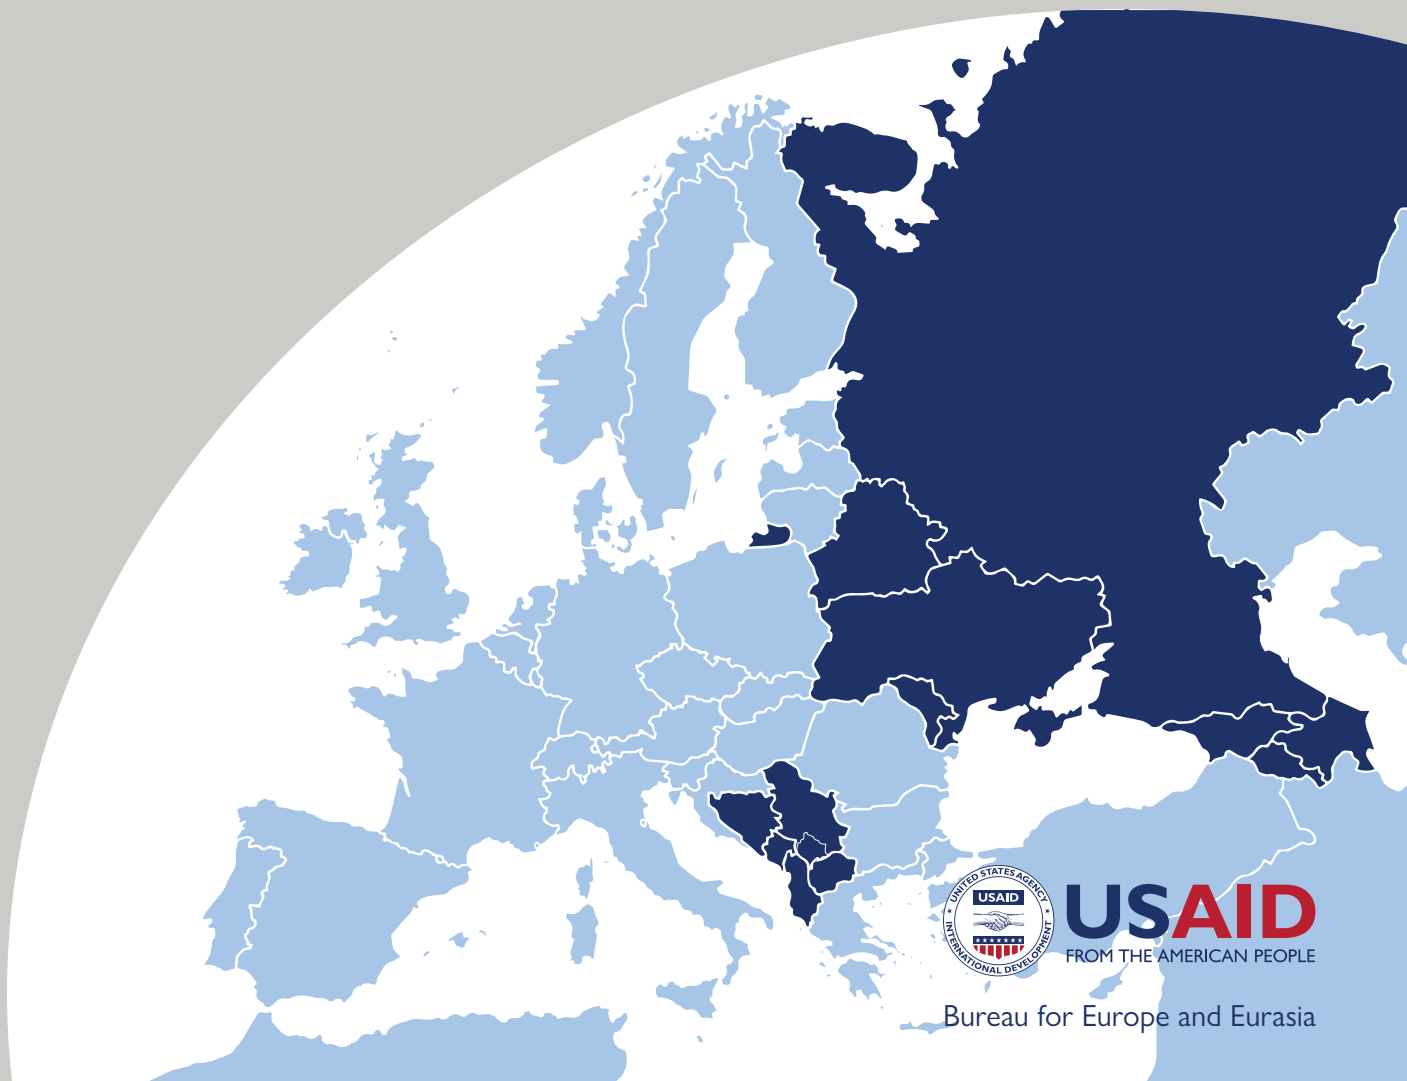 UNITED STATES AGENCY
USAID
INTERNATIONAL DEVELOPMENT
USAID
FROM THE AMERICAN PEOPLE
Bureau for Europe and Eurasia